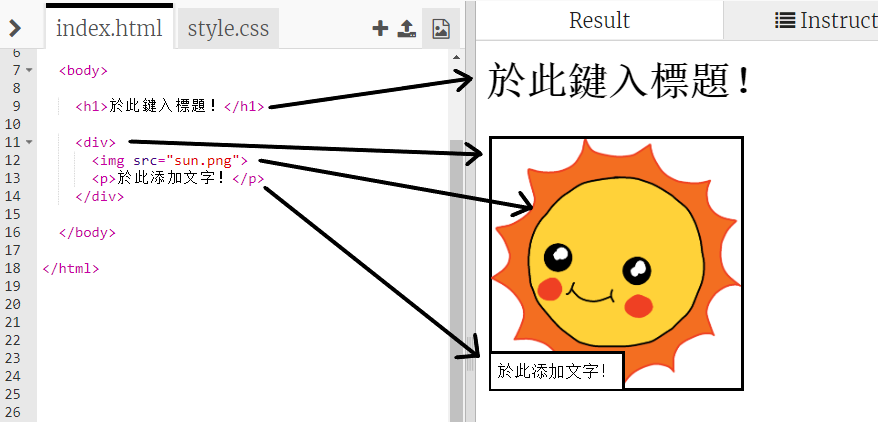 index.html
style.css
Result
Instruct
6
7 <body>
8
9 <h1>於此鍵入標題！</h1>
10
11 <div>
12 <img src="sun.png">
13 <p>於此添加文字！</p>
14 </div>
15
16 </body>
17
18 </html>
19
20
21
22
23
24
25
26
於此鍵入標題！
於此添加文字！